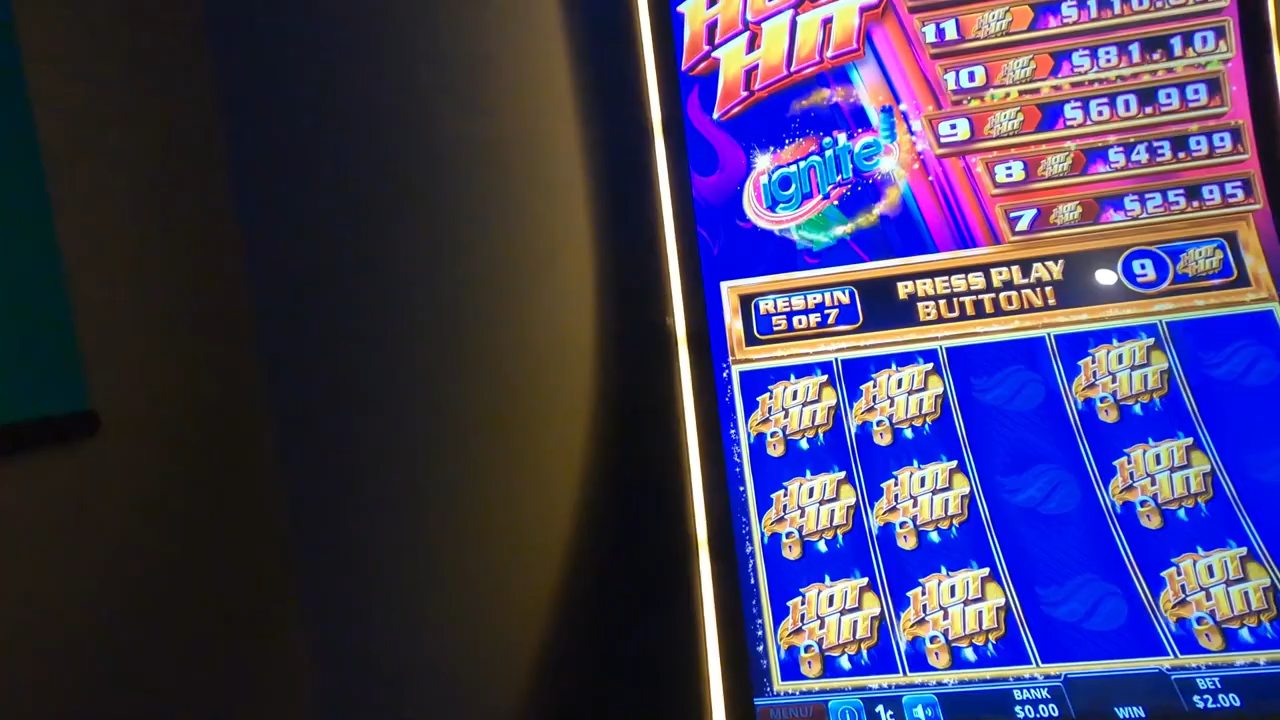 HOT
HIT
ignite
11 HOT HIT
10 HOT HIT $81.10
9 HOT HIT $60.99
8 HOT HIT $43.99
7 HOT HIT $25.95
RESPIN
5 OF 7
PRESS PLAY
BUTTON!
9 HOT HIT
HOT HIT
HOT HIT
HOT HIT
HOT HIT
HOT HIT
HOT HIT
HOT HIT
HOT HIT
HOT HIT
MENU/
1¢
BANK
$0.00
WIN
BET
$2.00